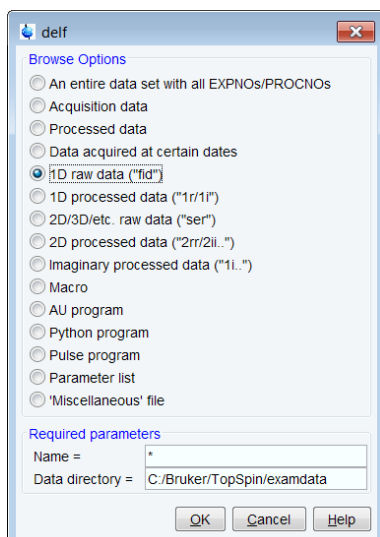 delf
Browse Options
An entire data set with all EXPNOs/PROCNOs
Acquisition data
Processed data
Data acquired at certain dates
1D raw data ("fid")
1D processed data ("1r/1i")
2D/3D/etc. raw data ("ser")
2D processed data ("2rr/2ii..")
Imaginary processed data ("1i..")
Macro
AU program
Python program
Pulse program
Parameter list
'Miscellaneous' file
Required parameters
Name = *
Data directory = C:/Bruker/TopSpin/examdata
OK Cancel Help